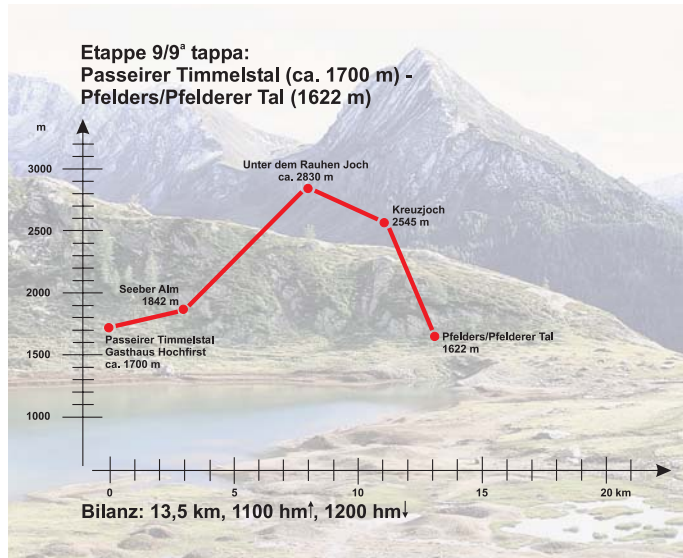 Etappe 9/9ª tappa:
Passeirer Timmelstal (ca. 1700 m) -
Pfelders/Pfelderer Tal (1622 m)
m
3000
2500
2000
1500
1000
Unter dem Rauhen Joch
ca. 2830 m
Kreuzjoch
2545 m
Seeber Alm
1842 m
Passeirer Timmelstal
Gasthaus Hochfirst
ca. 1700 m
Pfelders/Pfelderer Tal
1622 m
0 5 10 15 20 km
Bilanz: 13,5 km, 1100 hm↑, 1200 hm↓